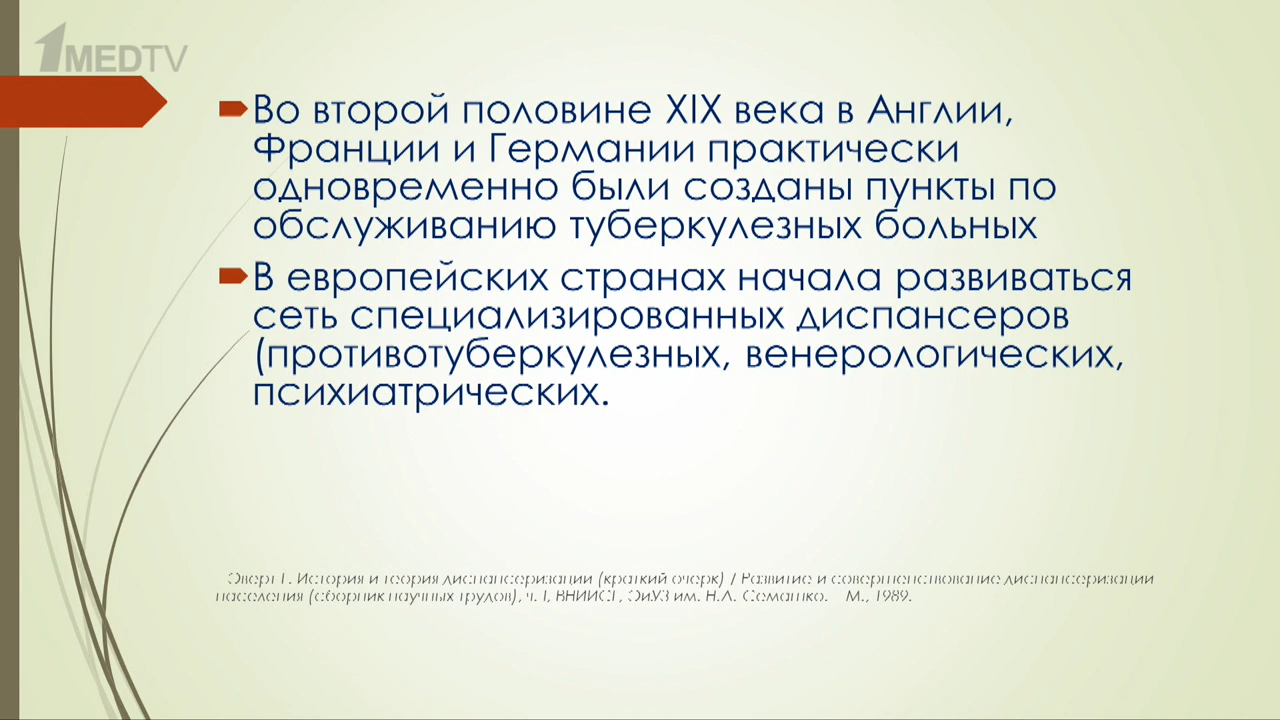 1MEDTV
Во второй половине XIX века в Англии,
Франции и Германии практически
одновременно были созданы пункты по
обслуживанию туберкулезных больных
В европейских странах начала развиваться
сеть специализированных диспансеров
(противотуберкулезных, венерологических,
психиатрических.
История и теория диспансеризации (краткий очерк) / Развитие и совершенствование диспансеризации
населения (сборник научных трудов), ч. I, им. Н.А. Семашко. М., 1989.